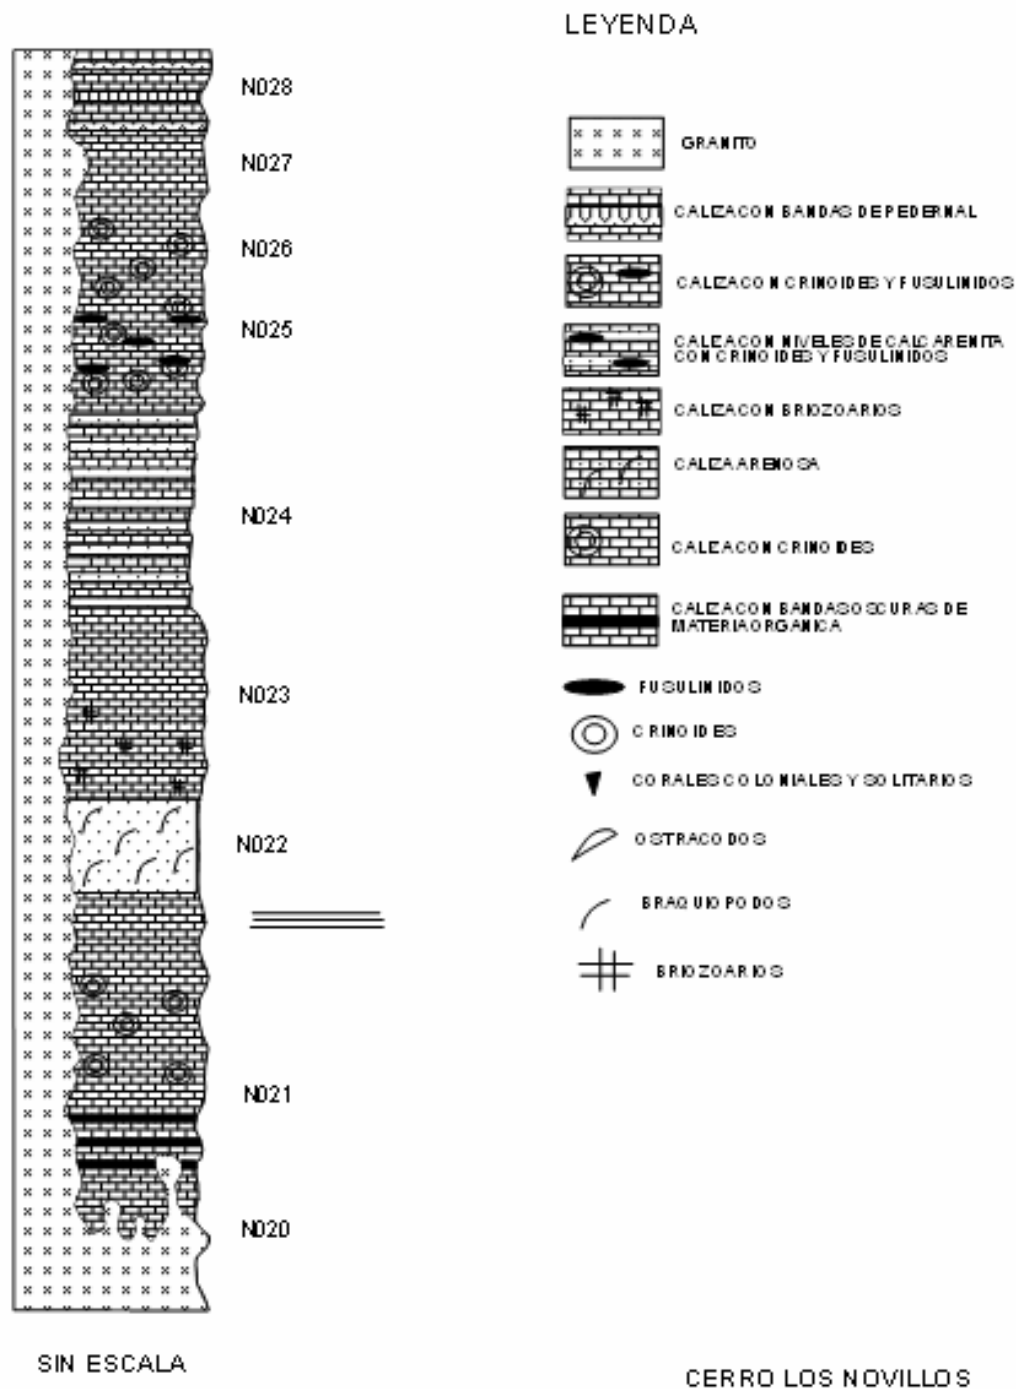 LEYENDA
N028
N027
N026
N025
N024
N023
N022
N021
N020
GRANITO
CALIZA CON BANDAS DE PEDERNAL
CALIZA CON CRINOIDES Y FUSULINIDOS
CALIZA CON NIVELES DE CALCARENITA
CON CRINOIDES Y FUSULINIDOS
CALIZA CON BRIOZOARIOS
CALIZA ARENOSA
CALIZA CON CRINOIDES
CALIZA CON BANDAS OSCURAS DE
MATERIA ORGANICA
FUSULINIDOS
CRINOIDES
CORALES COLONIALES Y SOLITARIOS
OSTRACODOS
BRAQUIOPODOS
BRIOZOARIOS
SIN ESCALA
CERRO LOS NOVILLOS